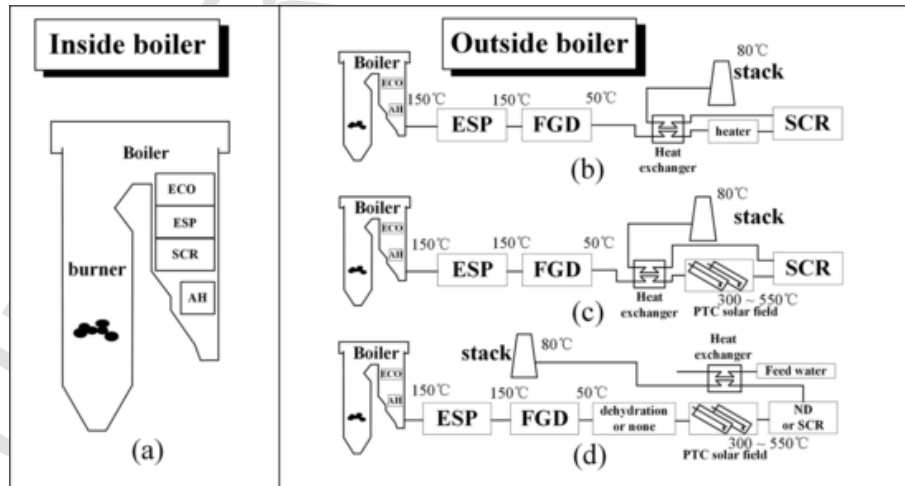 Inside boiler
Boiler
ECO
ESP
SCR
burner
AH
(a)
Outside boiler
Boiler
ECO
AH
150℃
ESP
150℃
FGD
50℃
80℃
stack
Heat
exchanger
heater
SCR
(b)
Boiler
ECO
AH
150℃
ESP
150℃
FGD
50℃
80℃
stack
Heat
exchanger
300 ~ 550℃
PTC solar field
SCR
(c)
Boiler
ECO
AH
150℃
ESP
150℃
FGD
50℃
stack
80℃
dehydration
or none
Heat
exchanger
Feed water
300 ~ 550℃
PTC solar field
ND
or SCR
(d)